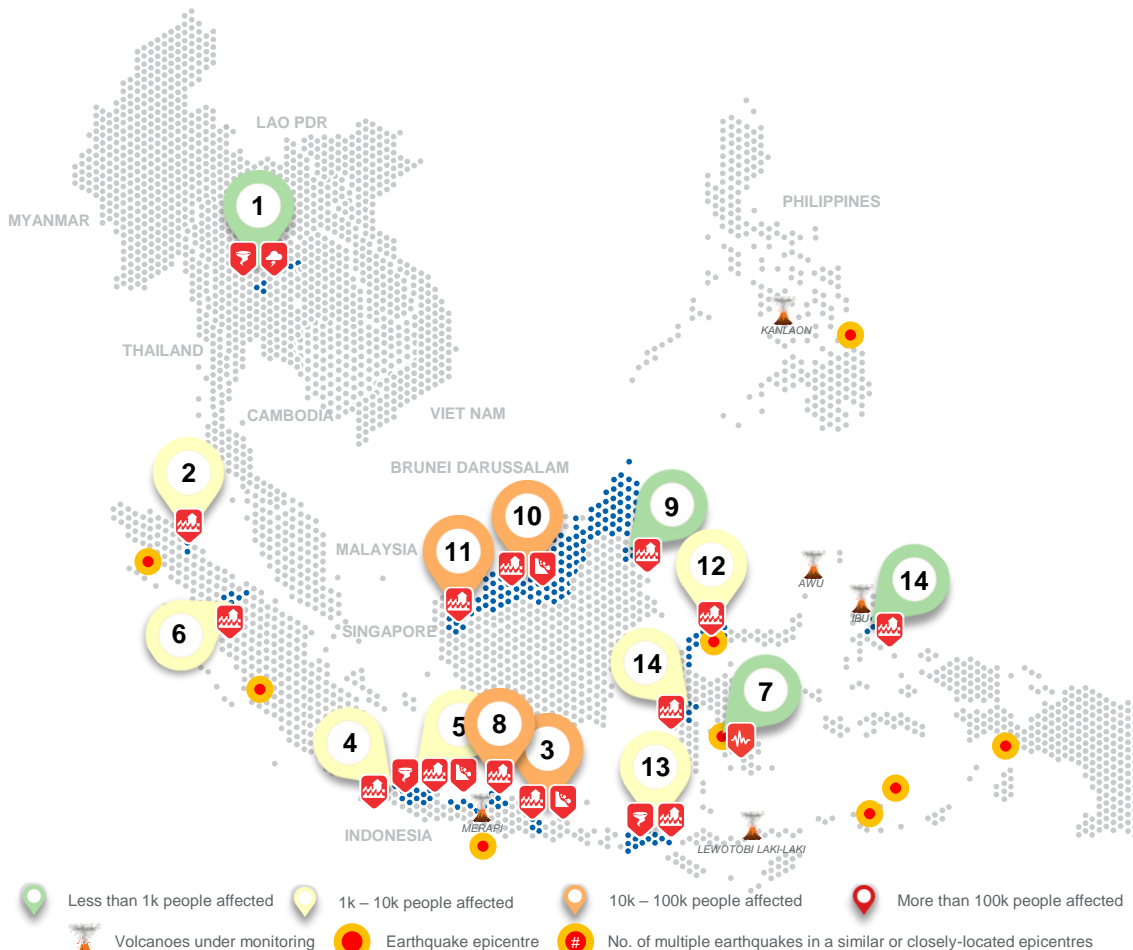 LAO PDR
1
PHILIPPINES
MYANMAR
KANLAON
THAILAND
CAMBODIA
VIET NAM
2
BRUNEI DARUSSALAM
9
10
MALAYSIA
11
12
AWU
14
IBU
6
SINGAPORE
14
7
4
5
8
3
13
INDONESIA
MERAPI
LEWOTOBI LAKI-LAKI
Less than 1k people affected
1k – 10k people affected
10k – 100k people affected
More than 100k people affected
Volcanoes under monitoring
Earthquake epicentre
#
No. of multiple earthquakes in a similar or closely-located epicentres